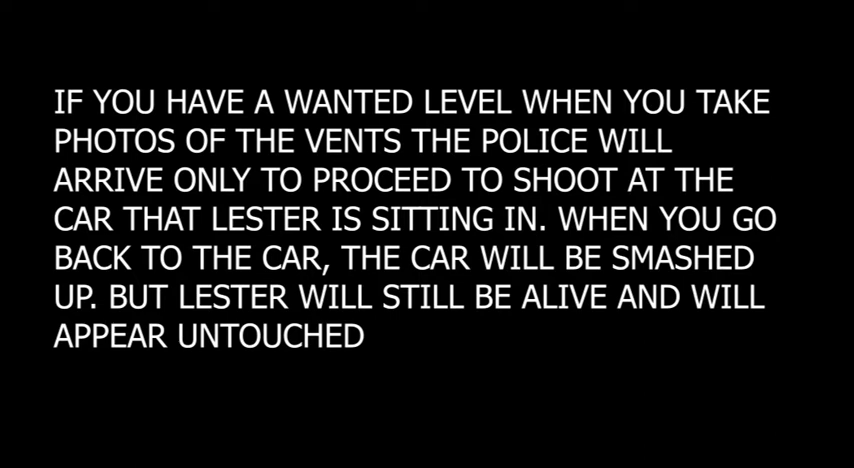 IF YOU HAVE A WANTED LEVEL WHEN YOU TAKE
PHOTOS OF THE VENTS THE POLICE WILL
ARRIVE ONLY TO PROCEED TO SHOOT AT THE
CAR THAT LESTER IS SITTING IN. WHEN YOU GO
BACK TO THE CAR, THE CAR WILL BE SMASHED
UP. BUT LESTER WILL STILL BE ALIVE AND WILL
APPEAR UNTOUCHED